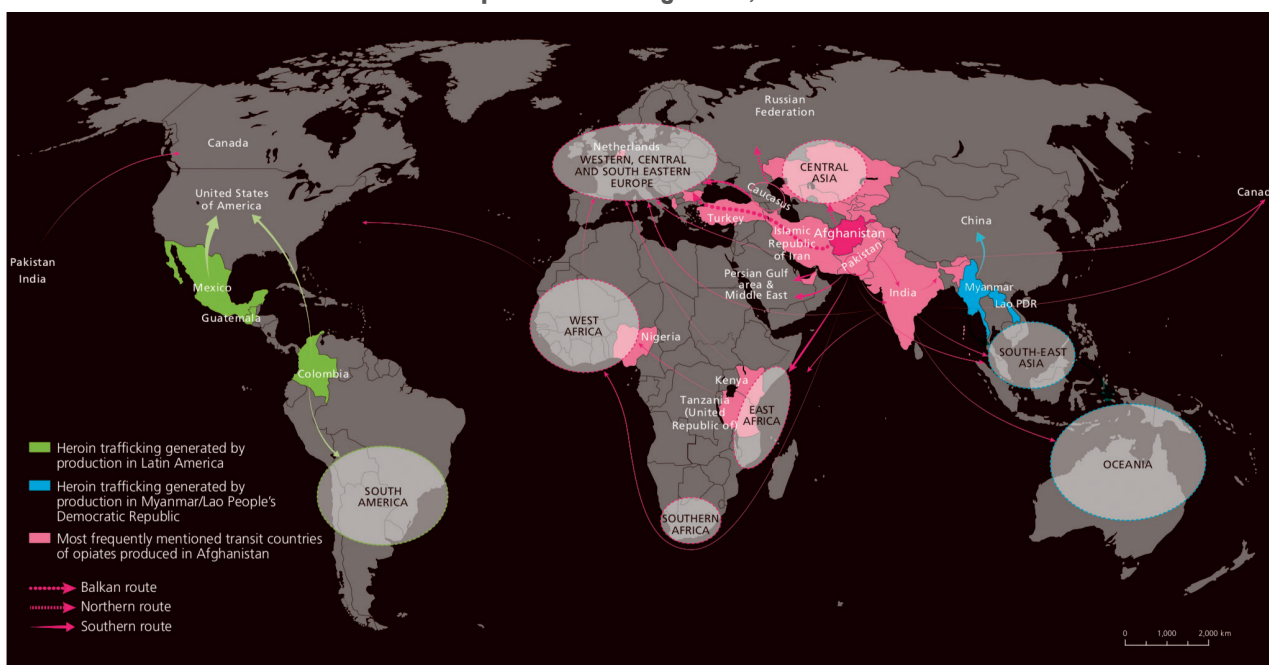 Russian
Federation
Canada
Netherlands
WESTERN, CENTRAL
AND SOUTH EASTERN
EUROPE
CENTRAL
ASIA
United States
of America
Caucasus
Canad
China
Turkey
Afghanistan
Islamic
Republic
of Iran
Pakistan
Pakistan
India
Persian Gulf
area &
Middle East
India
Mexico
Myanmar
Lao PDR
Guatemala
WEST
AFRICA
Nigeria
SOUTH-EAST
ASIA
Colombia
Kenya
Tanzania
(United
Republic of)
EAST
AFRICA
OCEANIA
SOUTH
AMERICA
SOUTHERN
AFRICA
Heroin trafficking generated by
production in Latin America
Heroin trafficking generated by
production in Myanmar/Lao People's
Democratic Republic
Most frequently mentioned transit countries
of opiates produced in Afghanistan
Balkan route
Northern route
Southern route
0 1,000 2,000 km